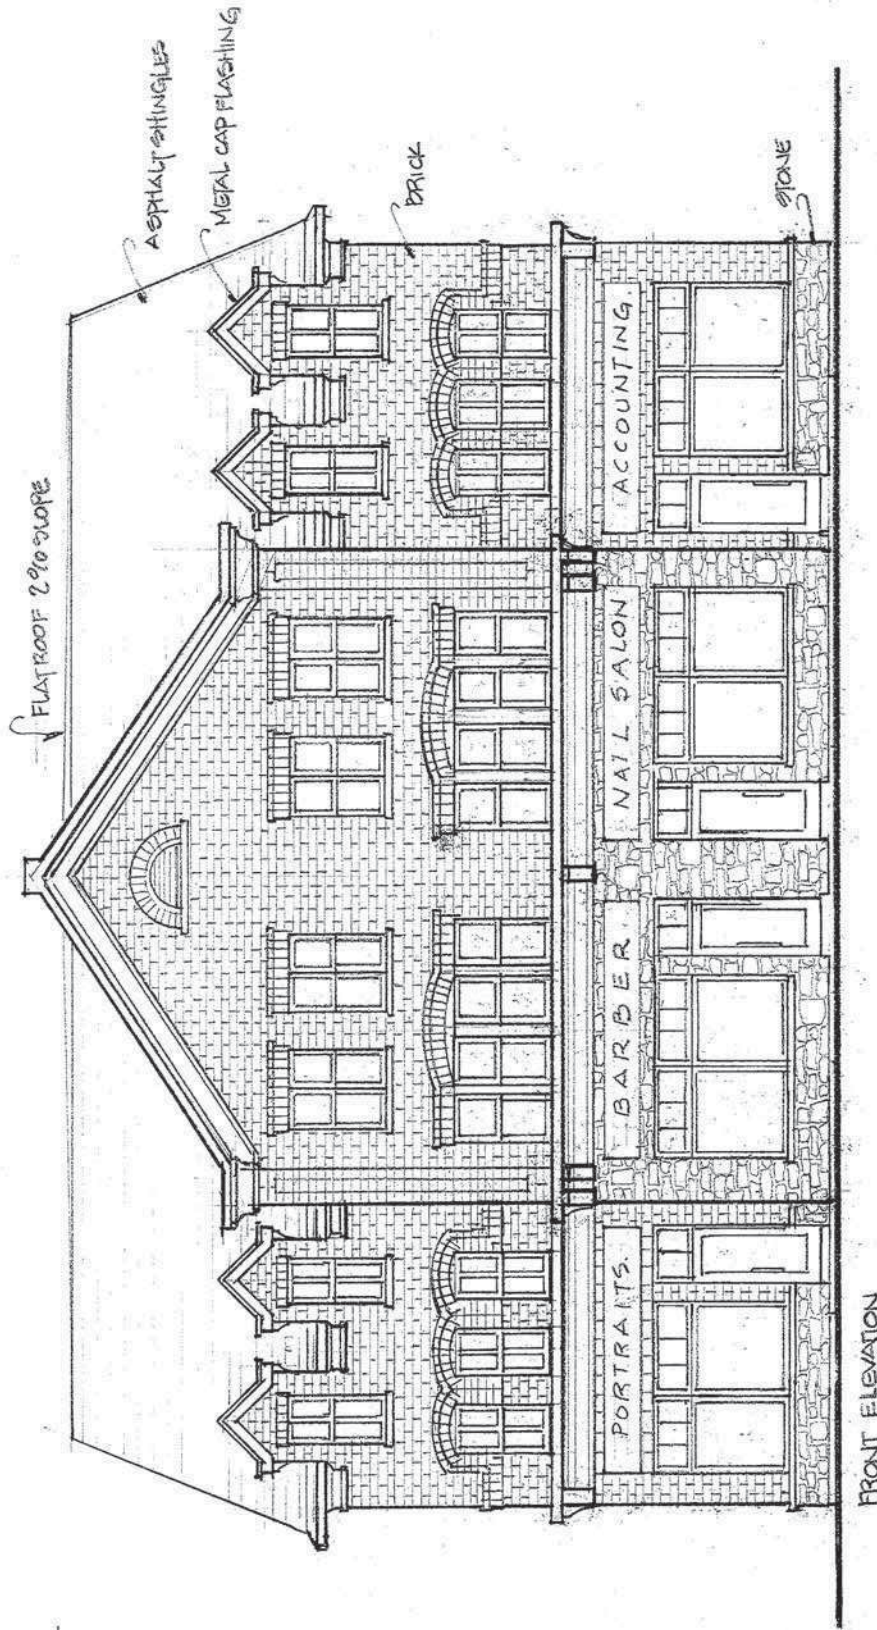 FLAT ROOF 2% SLOPE
ASPHALT SHINGLES
METAL CAP FLASHING
BRICK
PORTRAITS.
BARBER.
NAIL SALON
ACCOUNTING.
STONE
FRONT ELEVATION